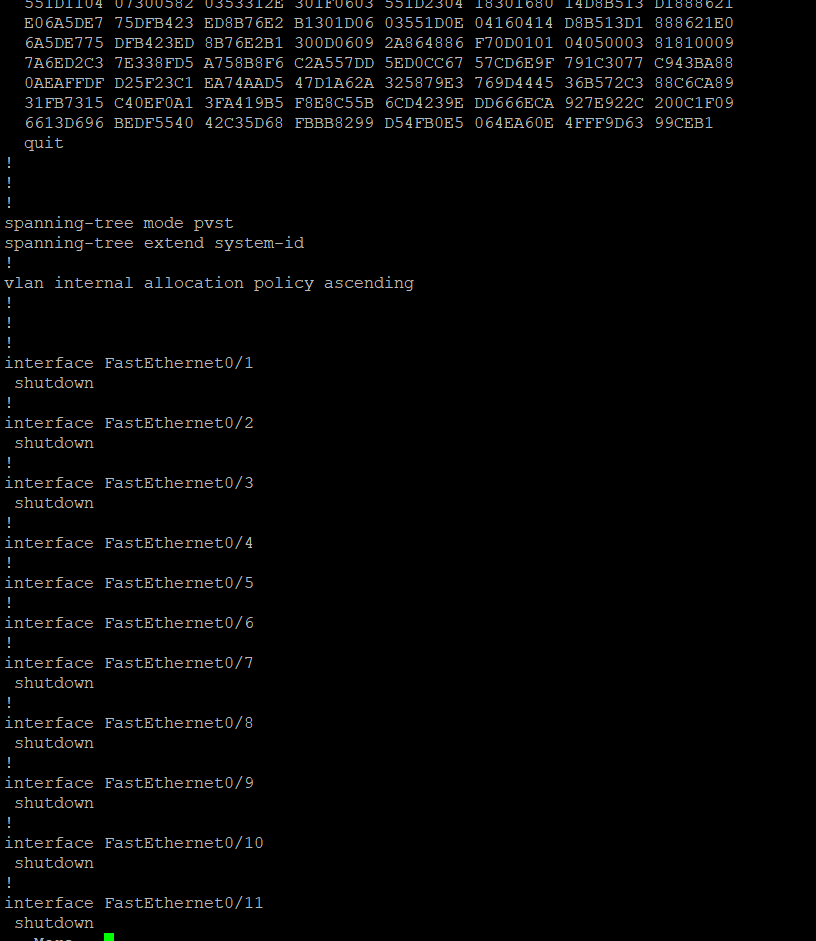 551D1104 07300582 0353312E 301F0603 551D2304 18301680 14D8B513 D1888621
E06A5DE7 75DFB423 ED8B76E2 B1301D06 03551D0E 04160414 D8B513D1 888621E0
6A5DE775 DFB423ED 8B76E2B1 300D0609 2A864886 F70D0101 04050003 81810009
7A6ED2C3 7E338FD5 A758B8F6 C2A557DD 5ED0CC67 57CD6E9F 791C3077 C943BA88
0AEAFFDF D25F23C1 EA74AAD5 47D1A62A 325879E3 769D4445 36B572C3 88C6CA89
31FB7315 C40EF0A1 3FA419B5 F8E8C55B 6CD4239E DD666ECA 927E922C 200C1F09
6613D696 BEDF5540 42C35D68 FBBB8299 D54FB0E5 064EA60E 4FFF9D63 99CEB1
quit
!
!
!
spanning-tree mode pvst
spanning-tree extend system-id
!
vlan internal allocation policy ascending
!
!
!
interface FastEthernet0/1
shutdown
!
interface FastEthernet0/2
shutdown
!
interface FastEthernet0/3
shutdown
!
interface FastEthernet0/4
!
interface FastEthernet0/5
!
interface FastEthernet0/6
!
interface FastEthernet0/7
shutdown
!
interface FastEthernet0/8
shutdown
!
interface FastEthernet0/9
shutdown
!
interface FastEthernet0/10
shutdown
!
interface FastEthernet0/11
shutdown
More